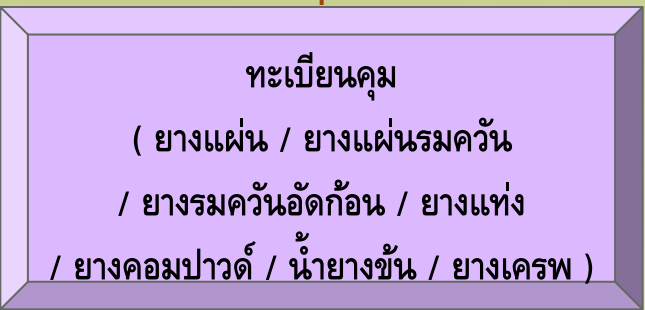 ทะเบียนคุม
( ยางแผ่น / ยางแผ่นรมควัน
/ ยางรมควันอัดก้อน / ยางแท่ง
/ ยางคอมปาวด์ / น้ำยางข้น / ยางเครพ )